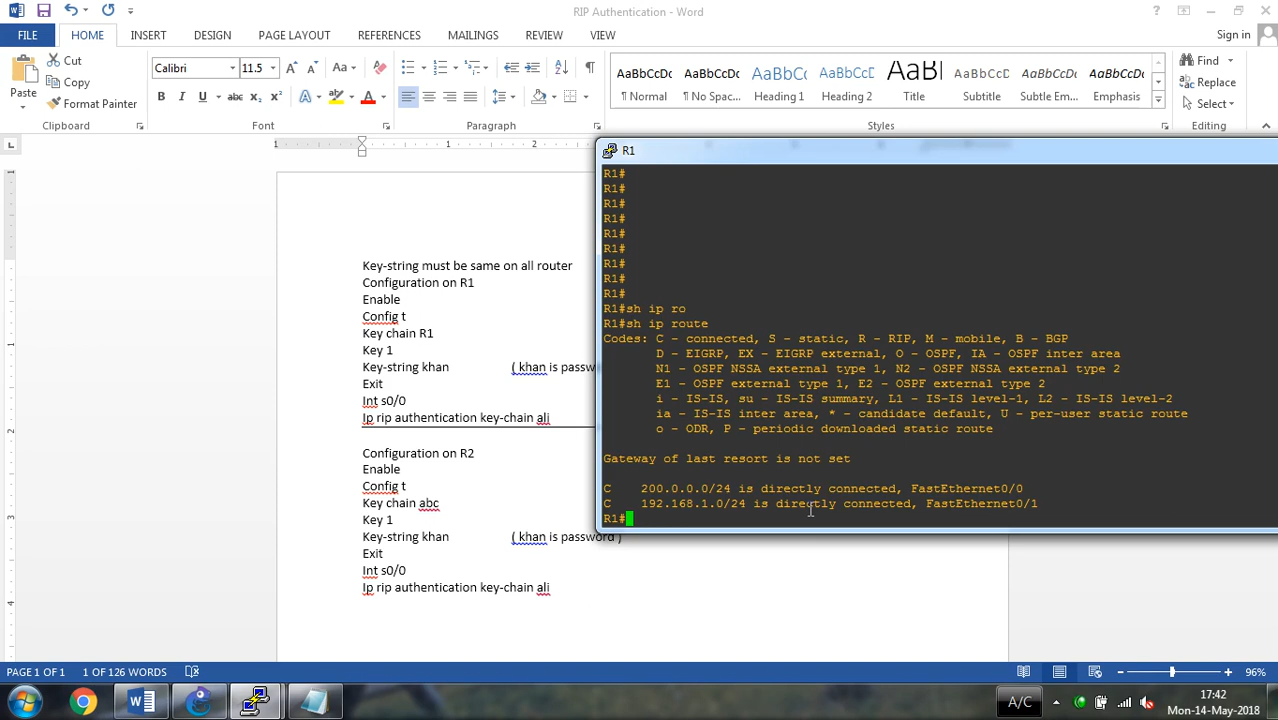 RIP Authentication - Word
FILE HOME INSERT DESIGN PAGE LAYOUT REFERENCES MAILINGS REVIEW VIEW Sign in
Paste
Cut
Copy
Format Painter
Clipboard
Calibri 11.5
Font
Paragraph
AaBbCcDc AaBbCcDc AaBbCc AaBbCcD AaBI AaBbCcD AaBbCcDc AaBbCcDc
¶ Normal ¶ No Spac... Heading 1 Heading 2 Title Subtitle Subtle Em... Emphasis
Styles
Find
Replace
Select
Editing
Key-string must be same on all router
Configuration on R1
Enable
Config t
Key chain R1
Key 1
Key-string khan ( khan is passw
Exit
Int s0/0
Ip rip authentication key-chain ali
Configuration on R2
Enable
Config t
Key chain abc
Key 1
Key-string khan ( khan is password )
Exit
Int s0/0
Ip rip authentication key-chain ali
R1
R1#
R1#
R1#
R1#
R1#
R1#
R1#
R1#
R1#
R1#sh ip ro
R1#sh ip route
Codes: C - connected, S - static, R - RIP, M - mobile, B - BGP
D - EIGRP, EX - EIGRP external, O - OSPF, IA - OSPF inter area
N1 - OSPF NSSA external type 1, N2 - OSPF NSSA external type 2
E1 - OSPF external type 1, E2 - OSPF external type 2
i - IS-IS, su - IS-IS summary, L1 - IS-IS level-1, L2 - IS-IS level-2
ia - IS-IS inter area, * - candidate default, U - per-user static route
o - ODR, P - periodic downloaded static route
Gateway of last resort is not set
C 200.0.0.0/24 is directly connected, FastEthernet0/0
C 192.168.1.0/24 is directly connected, FastEthernet0/1
R1#
PAGE 1 OF 1 1 OF 126 WORDS 96%
A/C
17:42
Mon-14-May-2018